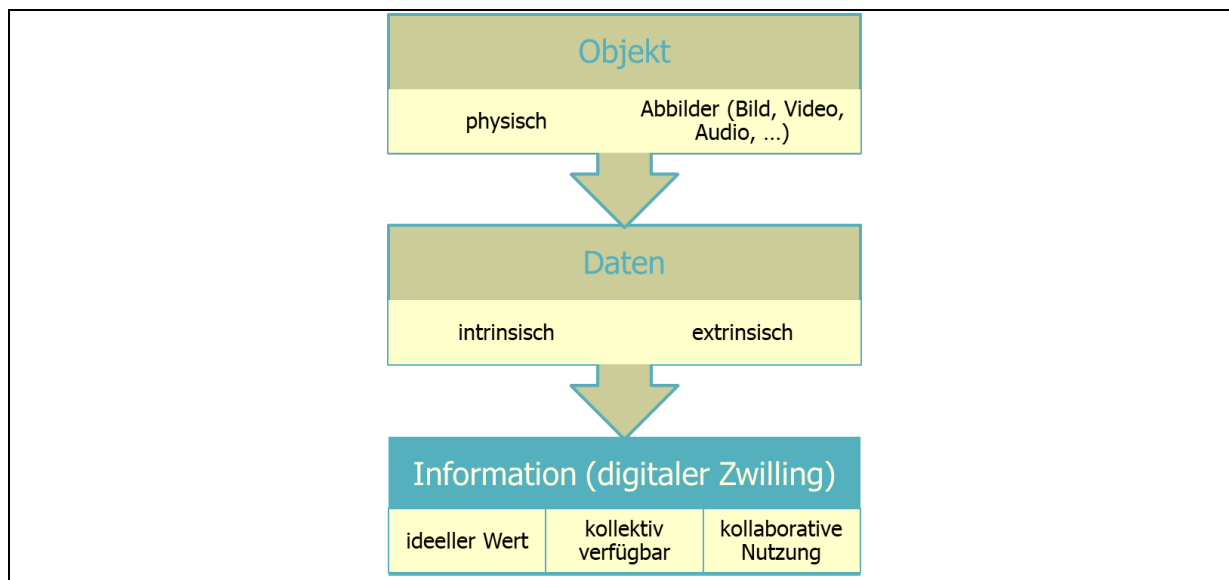 Objekt
physisch
Abbilder (Bild, Video,
Audio, ...)
Daten
intrinsisch
extrinsisch
Information (digitaler Zwilling)
ideeller Wert
kollektiv
verfügbar
kollaborative
Nutzung